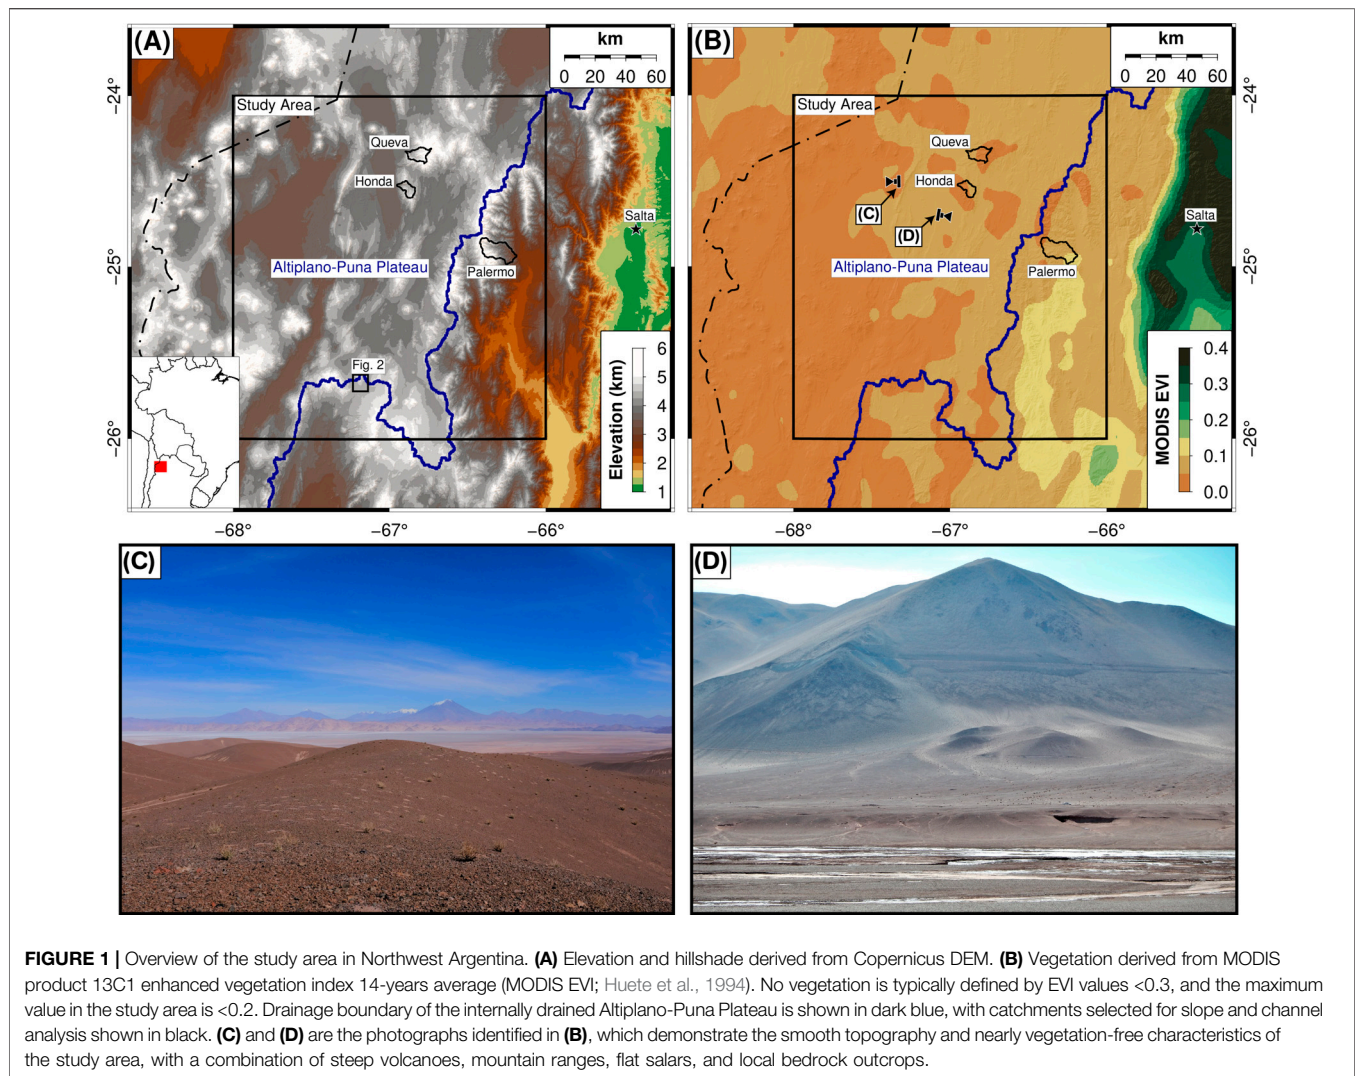 (A)
km
0 20 40 60
Study Area
Queva
Honda
Salta
Altiplano-Puna Plateau
Palermo
Fig. 2
Elevation (km)
6
5
4
3
2
1
−24°
−25°
−26°
−68° −67° −66°
(B)
km
0 20 40 60
Study Area
Queva
Honda
(C)
(D)
Salta
Altiplano-Puna Plateau
Palermo
MODIS EVI
0.4
0.3
0.2
0.1
0.0
−24°
−25°
−26°
−68° −67° −66°
(C)
(D)
FIGURE 1 | Overview of the study area in Northwest Argentina. (A) Elevation and hillshade derived from Copernicus DEM. (B) Vegetation derived from MODIS
product 13C1 enhanced vegetation index 14-years average (MODIS EVI; Huete et al., 1994). No vegetation is typically defined by EVI values <0.3, and the maximum
value in the study area is <0.2. Drainage boundary of the internally drained Altiplano-Puna Plateau is shown in dark blue, with catchments selected for slope and channel
analysis shown in black. (C) and (D) are the photographs identified in (B), which demonstrate the smooth topography and nearly vegetation-free characteristics of
the study area, with a combination of steep volcanoes, mountain ranges, flat salars, and local bedrock outcrops.